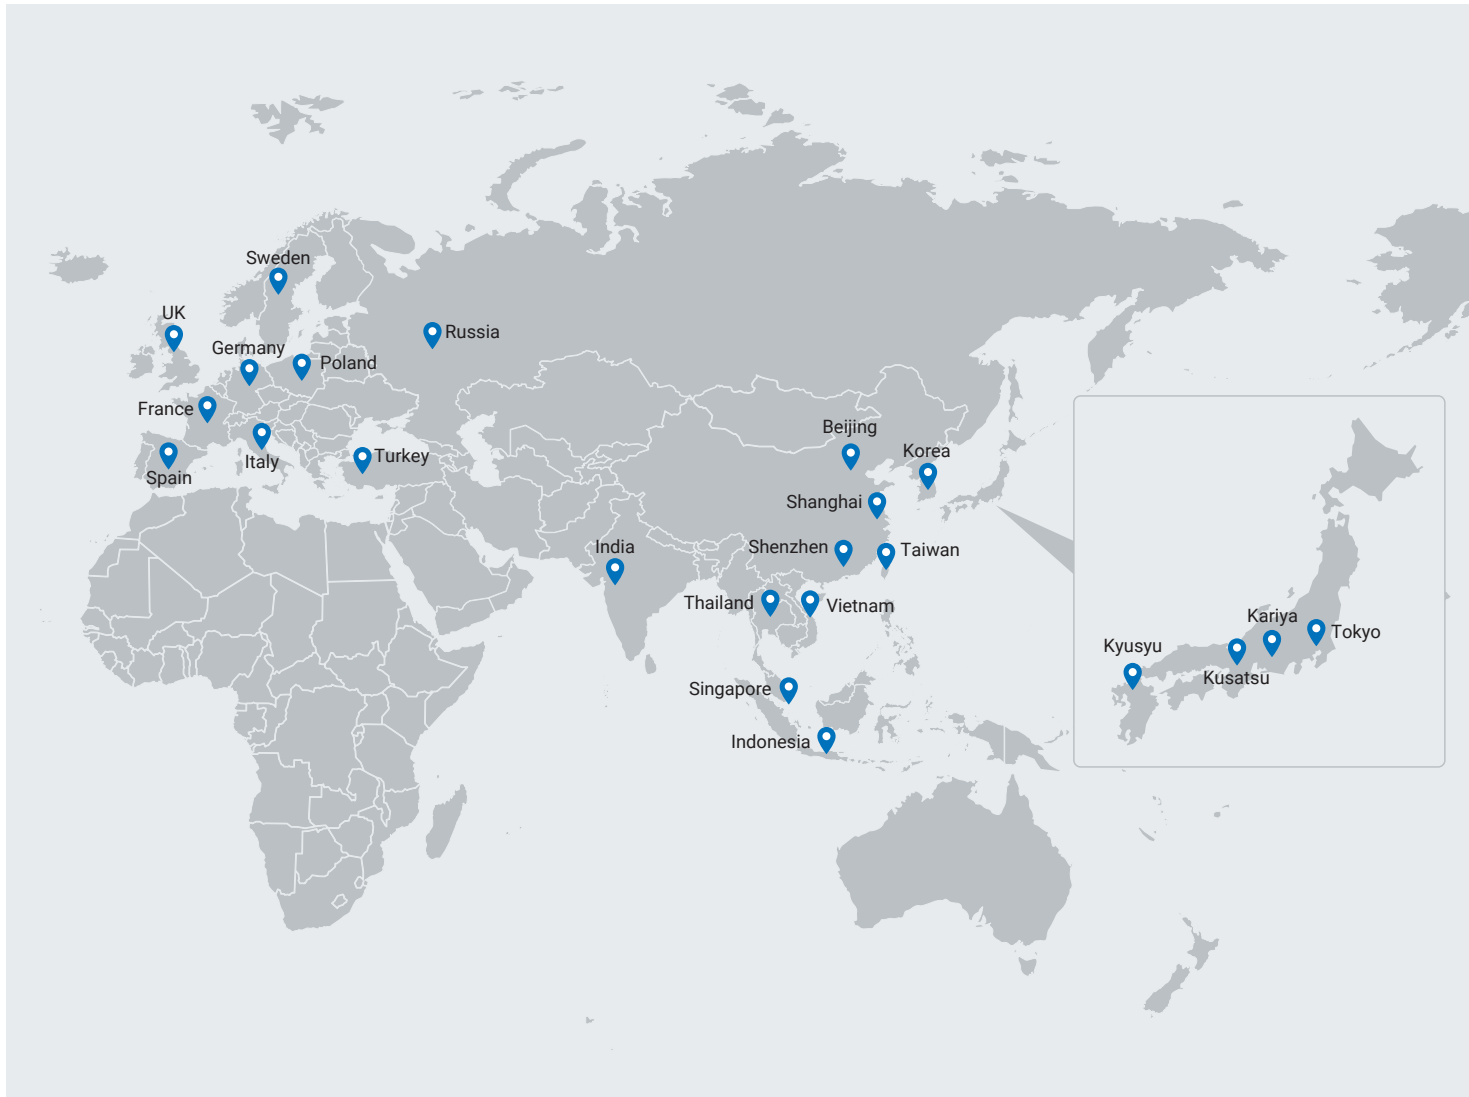 Sweden
UK
Russia
Germany
Poland
France
Italy
Turkey
Spain
Beijing
Korea
Shanghai
India
Shenzhen
Taiwan
Thailand
Vietnam
Singapore
Indonesia
Kariya
Tokyo
Kyusyu
Kusatsu